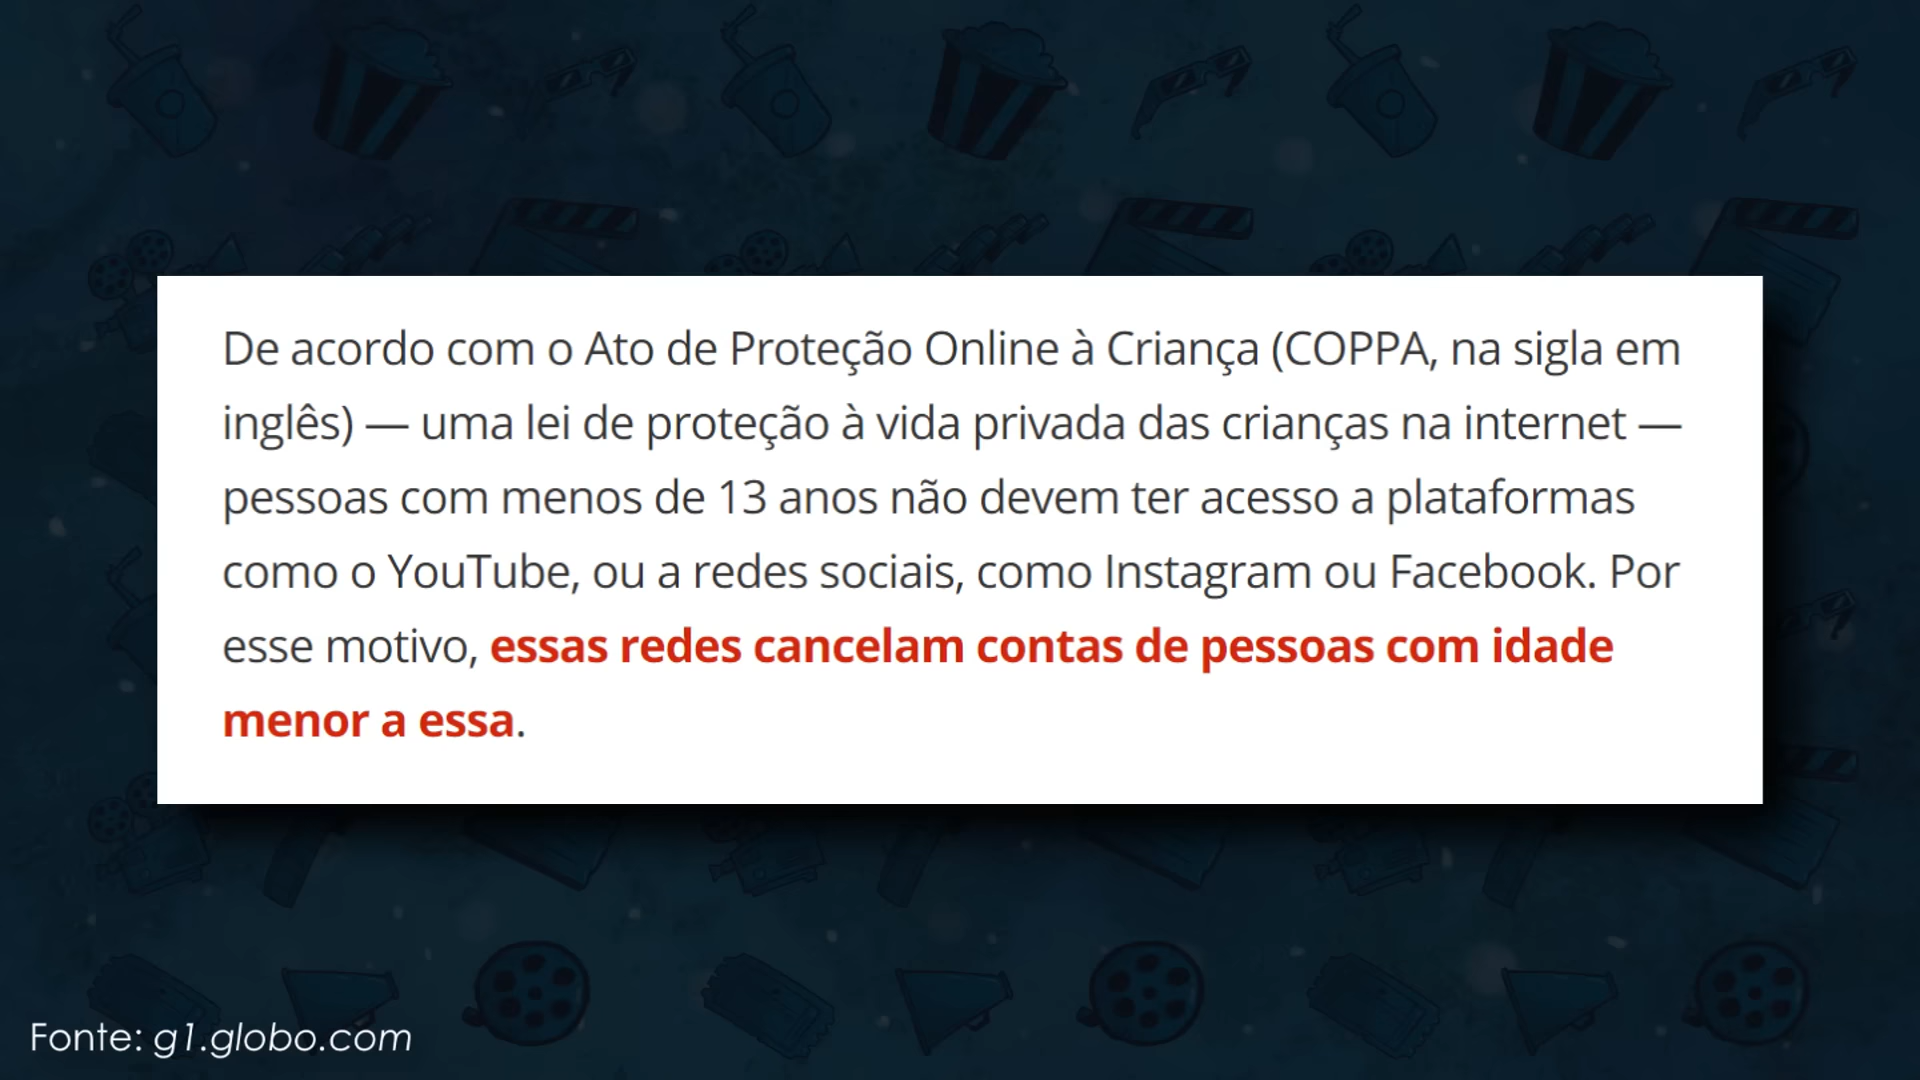 De acordo com o Ato de Proteção Online à Criança (COPPA, na sigla em
inglês) — uma lei de proteção à vida privada das crianças na internet —
pessoas com menos de 13 anos não devem ter acesso a plataformas
como o YouTube, ou a redes sociais, como Instagram ou Facebook. Por
esse motivo, essas redes cancelam contas de pessoas com idade
menor a essa.
Fonte: g1.globo.com